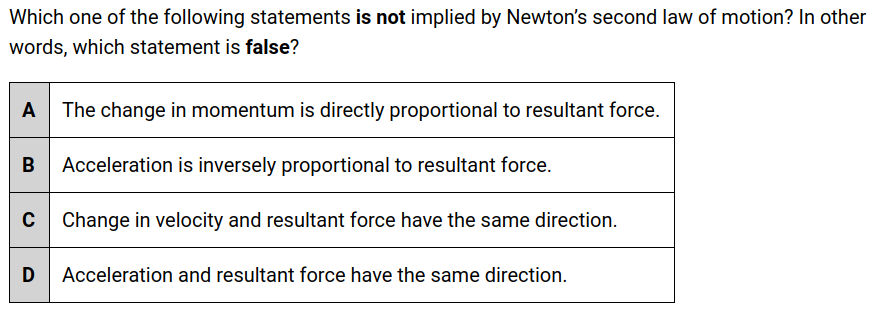 Which one of the following statements is not implied by Newton’s second law of motion? In other
words, which statement is false?
A The change in momentum is directly proportional to resultant force.
B Acceleration is inversely proportional to resultant force.
C Change in velocity and resultant force have the same direction.
D Acceleration and resultant force have the same direction.